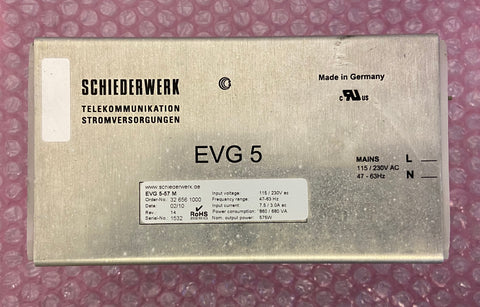 SCHIEDERWERK
TELEKOMMUNIKATION
STROMVERSORGUNGEN
Made in Germany
c RU US
EVG 5
MAINS
115 / 230V AC
47 - 63Hz
L
N
www.schiederwerk.de
EVG 5-57 M
Order-No.: 32 656 1000
Date: 02/10
Rev.: 14
Serial-No.: 1532
RoHS
Input voltage: 115 / 230V ac
Frequency range: 47-63 Hz
Input current: 7.5 / 3.0A ac
Power consumption: 860 / 680 VA
Nom. output power: 575W